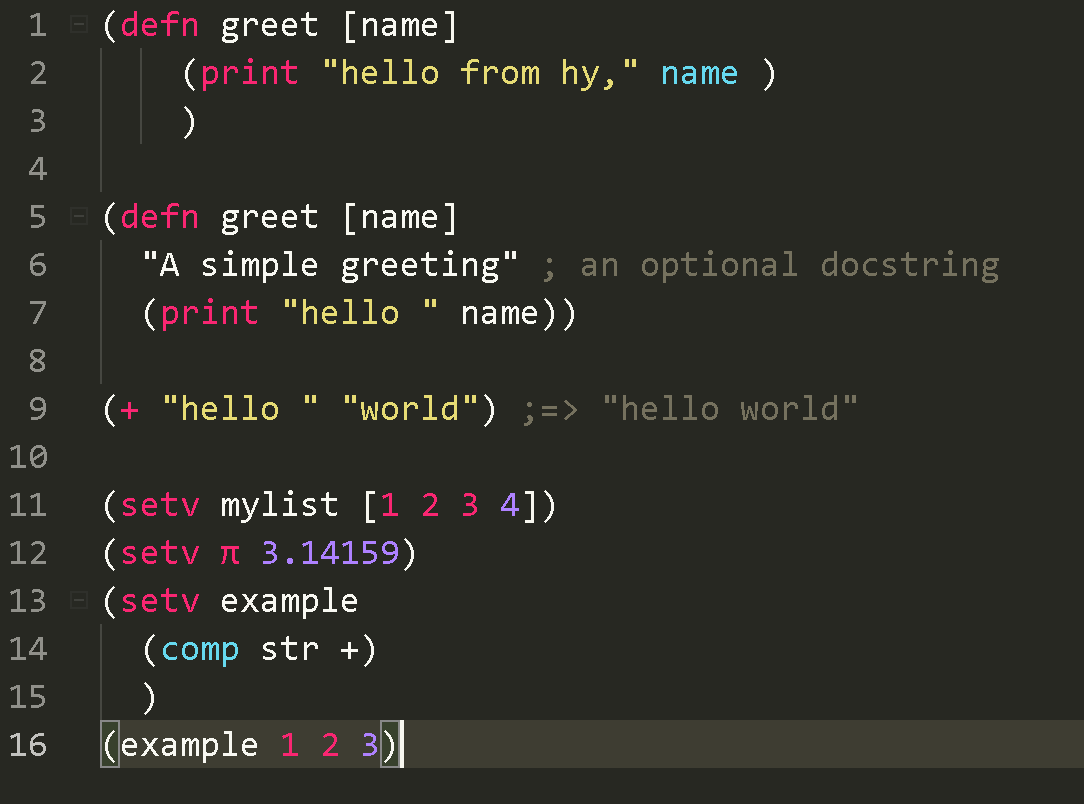 1 (defn greet [name]
2 (print "hello from hy," name )
3 )
4
5 (defn greet [name]
6 "A simple greeting" ; an optional docstring
7 (print "hello " name))
8
9 (+ "hello " "world") ;=> "hello world"
10
11 (setv mylist [1 2 3 4])
12 (setv π 3.14159)
13 (setv example
14 (comp str +)
15 )
16 (example 1 2 3)